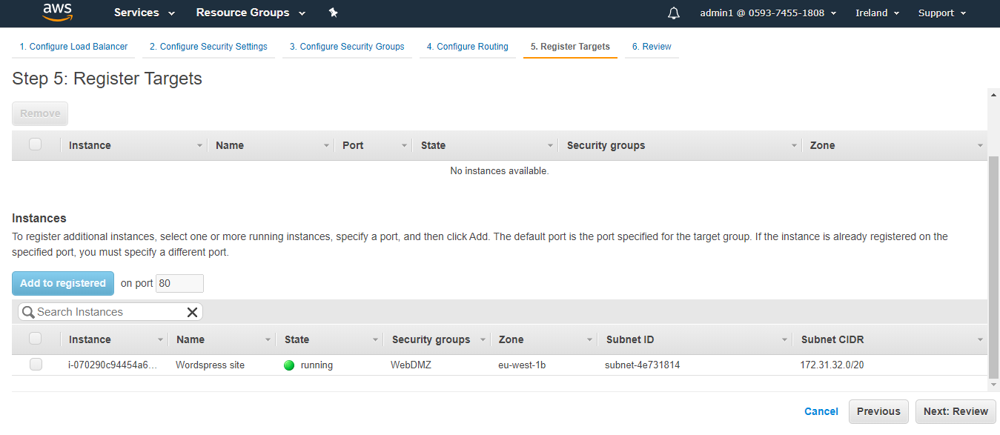 aws Services Resource Groups admin1 @ 0593-7455-1808 Ireland Support
1. Configure Load Balancer 2. Configure Security Settings 3. Configure Security Groups 4. Configure Routing 5. Register Targets 6. Review
Step 5: Register Targets
Remove
Instance Name Port State Security groups Zone
No instances available.
Instances
To register additional instances, select one or more running instances, specify a port, and then click Add. The default port is the port specified for the target group. If the instance is already registered on the
specified port, you must specify a different port.
Add to registered on port 80
Search Instances
Instance Name State Security groups Zone Subnet ID Subnet CIDR
i-070290c94454a6... Wordspress site running WebDMZ eu-west-1b subnet-4e731814 172.31.32.0/20
Cancel Previous Next: Review